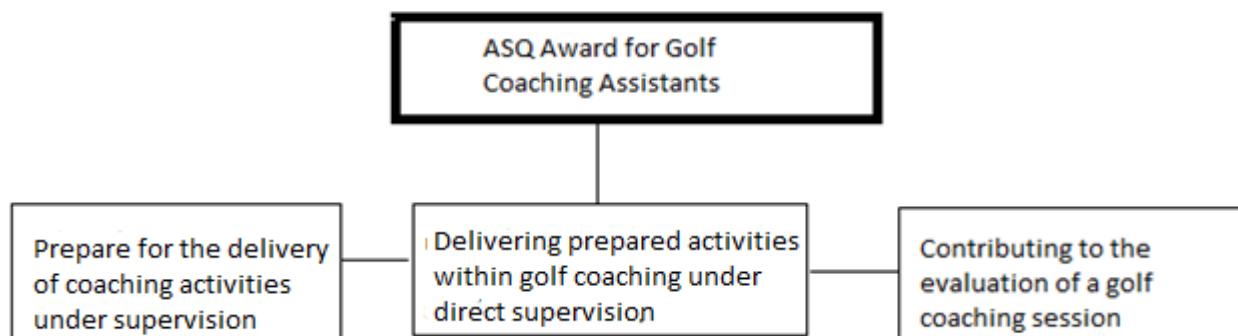 ASQ Award for Golf
Coaching Assistants
Prepare for the delivery
of coaching activities
under supervision
Delivering prepared activities
within golf coaching under
direct supervision
Contributing to the
evaluation of a golf
coaching session